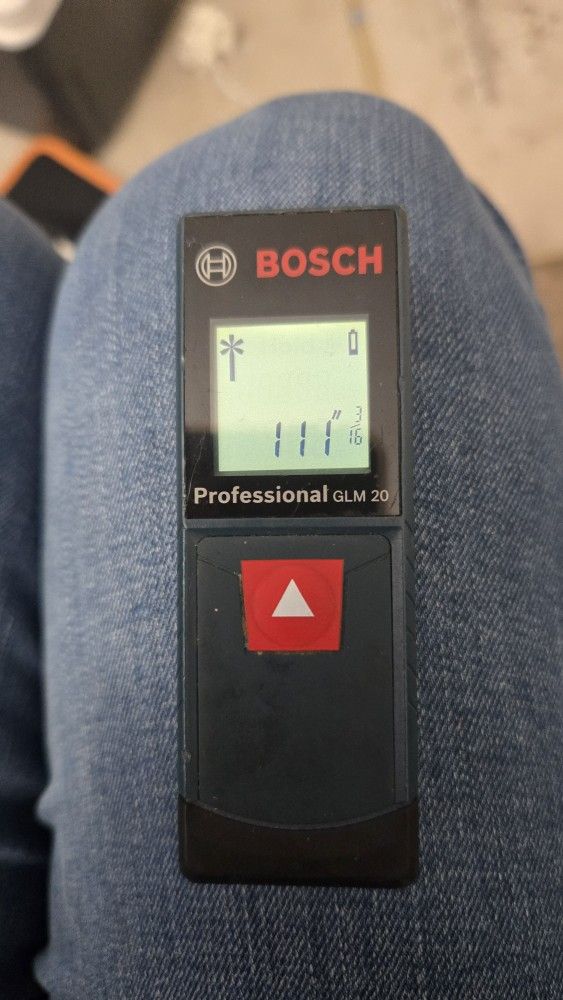 BOSCH
111" 3/16
Professional GLM 20